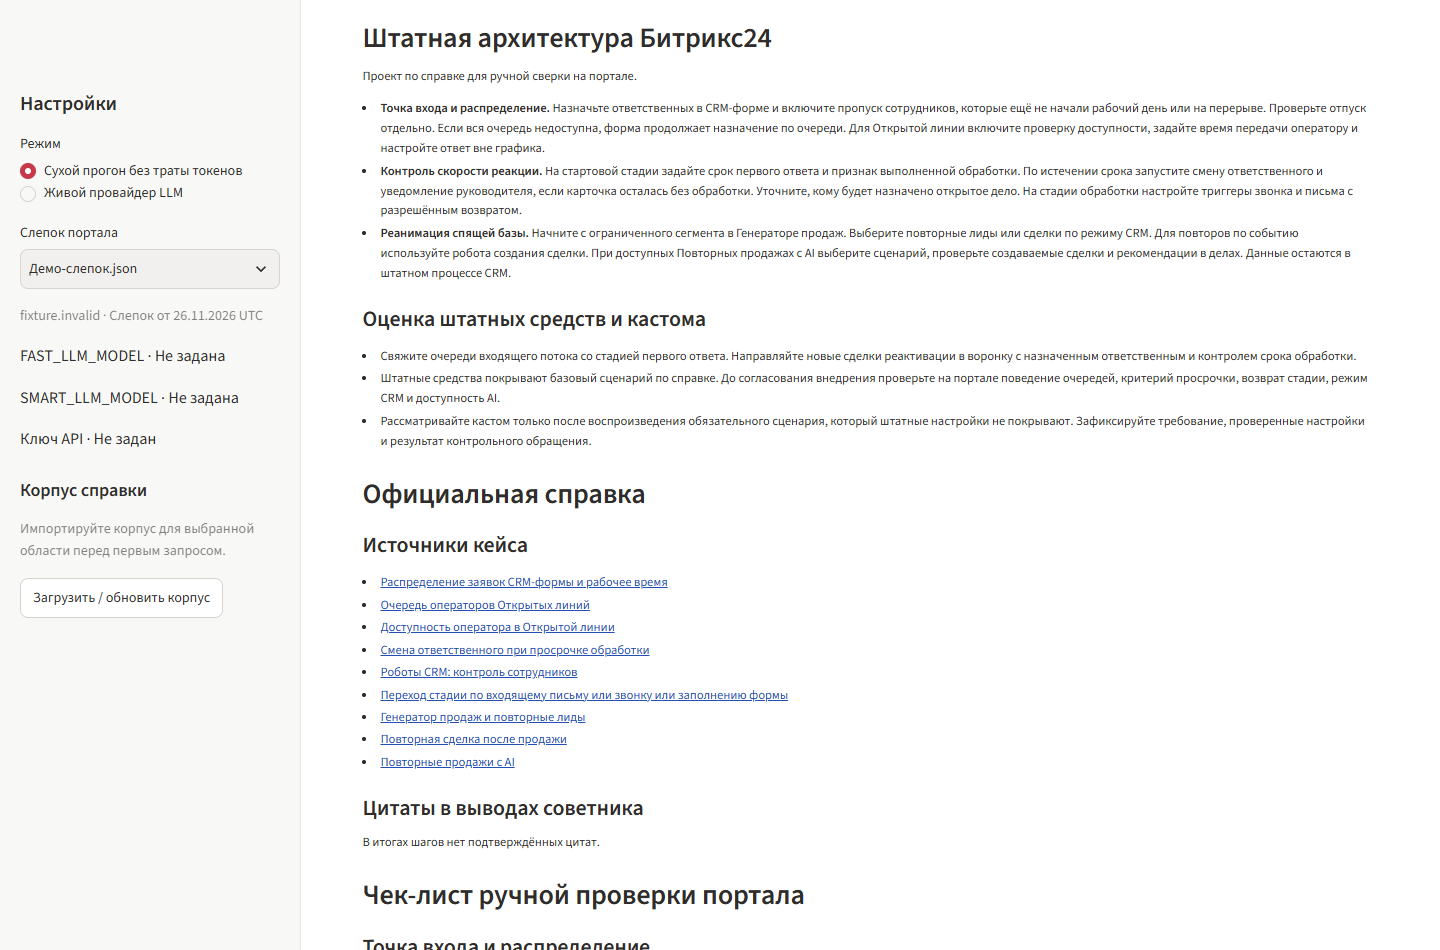 Настройки
Режим
Сухой прогон без траты токенов
Живой провайдер LLM
Слепок портала
Демо-слепок.json
fixture.invalid · Слепок от 26.11.2026 UTC
FAST_LLM_MODEL · Не задана
SMART_LLM_MODEL · Не задана
Ключ API · Не задан
Корпус справки
Импортируйте корпус для выбранной
области перед первым запросом.
Загрузить / обновить корпус
Штатная архитектура Битрикс24
Проект по справке для ручной сверки на портале.
• Точка входа и распределение. Назначьте ответственных в CRM-форме и включите пропуск сотрудников, которые ещё не начали рабочий день или на перерыве. Проверьте отпуск
отдельно. Если вся очередь недоступна, форма продолжает назначение по очереди. Для Открытой линии включите проверку доступности, задайте время передачи оператору и
настройте ответ вне графика.
• Контроль скорости реакции. На стартовой стадии задайте срок первого ответа и признак выполненной обработки. По истечении срока запустите смену ответственного и
уведомление руководителя, если карточка осталась без обработки. Уточните, кому будет назначено открытое дело. На стадии обработки настройте триггеры звонка и письма с
разрешённым возвратом.
• Реанимация спящей базы. Начните с ограниченного сегмента в Генераторе продаж. Выберите повторные лиды или сделки по режиму CRM. Для повторов по событию
используйте робота создания сделки. При доступных Повторных продажах с AI выберите сценарий, проверьте создаваемые сделки и рекомендации в делах. Данные остаются в
штатном процессе CRM.
Оценка штатных средств и кастома
• Свяжите очереди входящего потока со стадией первого ответа. Направляйте новые сделки реактивации в воронку с назначенным ответственным и контролем срока обработки.
• Штатные средства покрывают базовый сценарий по справке. До согласования внедрения проверьте на портале поведение очередей, критерий просрочки, возврат стадии, режим
CRM и доступность AI.
• Рассматривайте кастом только после воспроизведения обязательного сценария, который штатные настройки не покрывают. Зафиксируйте требование, проверенные настройки
и результат контрольного обращения.
Официальная справка
Источники кейса
• Распределение заявок CRM-формы и рабочее время
• Очередь операторов Открытых линий
• Доступность оператора в Открытой линии
• Смена ответственного при просрочке обработки
• Роботы CRM: контроль сотрудников
• Переход стадии по входящему письму или звонку или заполнению формы
• Генератор продаж и повторные лиды
• Повторная сделка после продажи
• Повторные продажи с AI
Цитаты в выводах советника
В итогах шагов нет подтверждённых цитат.
Чек-лист ручной проверки портала
Точка входа и распределение